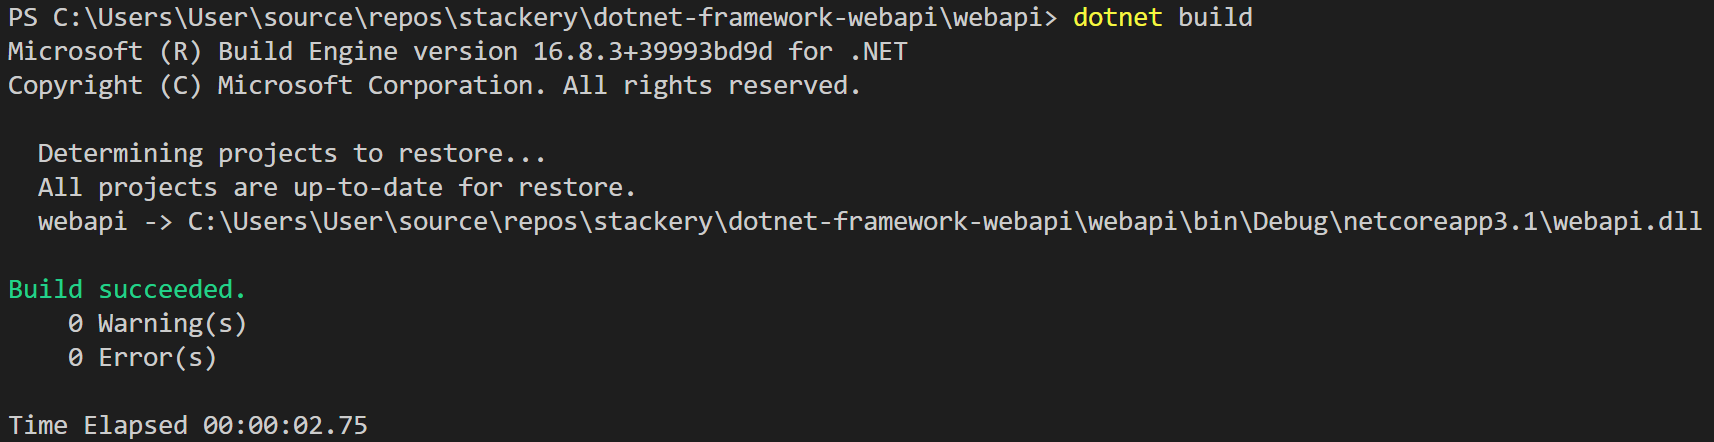 PS C:\Users\User\source\repos\stackery\dotnet-framework-webapi\webapi> dotnet build
Microsoft (R) Build Engine version 16.8.3+39993bd9d for .NET
Copyright (C) Microsoft Corporation. All rights reserved.
Determining projects to restore...
All projects are up-to-date for restore.
webapi -> C:\Users\User\source\repos\stackery\dotnet-framework-webapi\webapi\bin\Debug\netcoreapp3.1\webapi.dll
Build succeeded.
0 Warning(s)
0 Error(s)
Time Elapsed 00:00:02.75